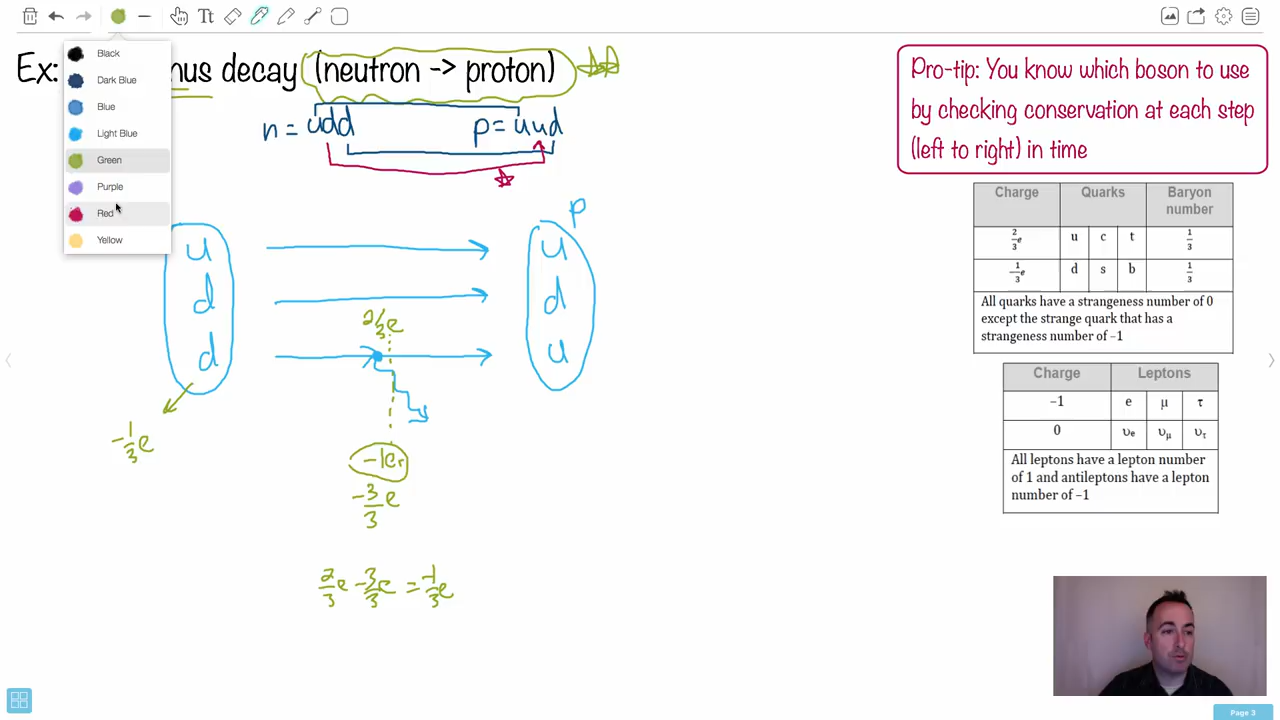 Tt
Black
Dark Blue
Blue
Light Blue
Green
Purple
Red
Yellow
Ex: nus decay (neutron -> proton)
n = udd p = uud
Pro-tip: You know which boson to use
by checking conservation at each step
(left to right) in time
Charge Quarks Baryon number
2/3 e u c t 1/3
-1/3 e d s b 1/3
All quarks have a strangeness number of 0
except the strange quark that has a
strangeness number of –1
Charge Leptons
–1 e μ τ
0 υe υμ υτ
All leptons have a lepton number
of 1 and antileptons have a lepton
number of –1
p
u u
d d
2/3 e
d u
-1/3 e
-3/3 e
2/3 e - 3/3 e = -1/3 e
Page 3